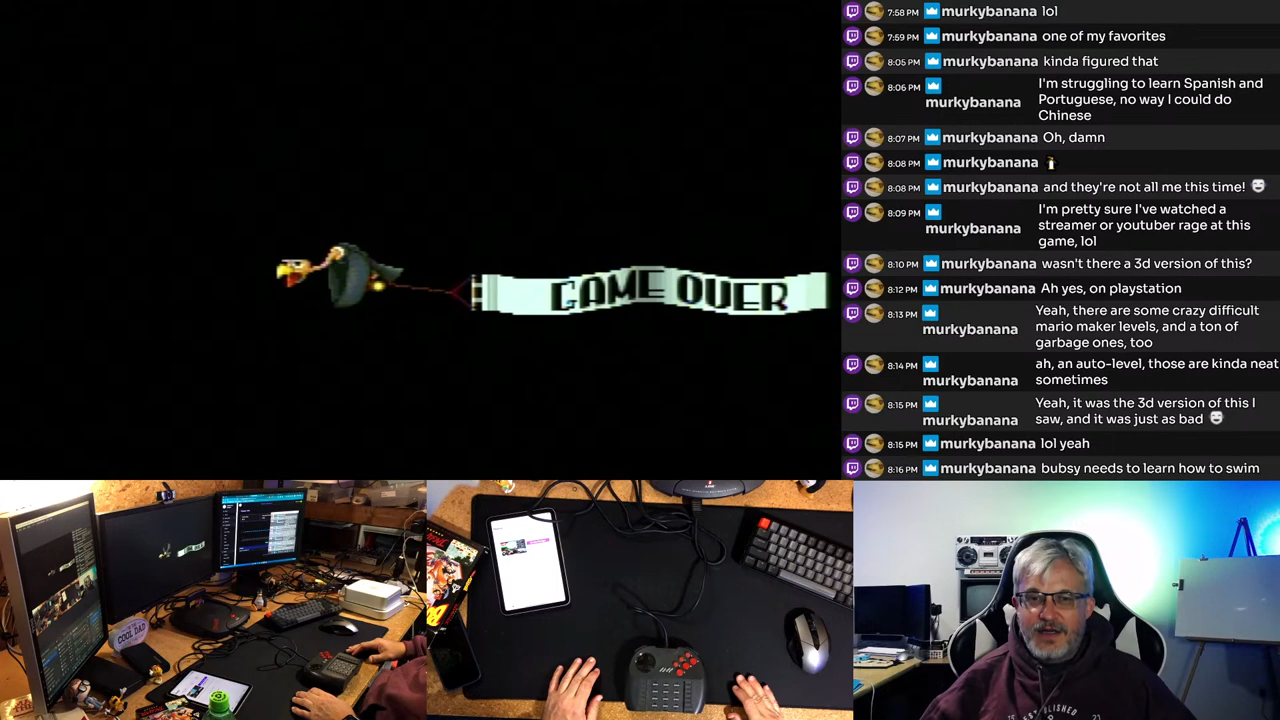 GAME OVER
7:58 PM murkybanana lol
7:59 PM murkybanana one of my favorites
8:05 PM murkybanana kinda figured that
8:06 PM murkybanana I'm struggling to learn Spanish and
Portuguese, no way I could do
Chinese
8:07 PM murkybanana Oh, damn
8:08 PM murkybanana
8:08 PM murkybanana and they're not all me this time!
8:09 PM murkybanana I'm pretty sure I've watched a
streamer or youtuber rage at this
game, lol
8:10 PM murkybanana wasn't there a 3d version of this?
8:12 PM murkybanana Ah yes, on playstation
8:13 PM murkybanana Yeah, there are some crazy difficult
mario maker levels, and a ton of
garbage ones, too
8:14 PM murkybanana ah, an auto-level, those are kinda neat
sometimes
8:15 PM murkybanana Yeah, it was the 3d version of this I
saw, and it was just as bad
8:15 PM murkybanana lol yeah
8:16 PM murkybanana bubsy needs to learn how to swim
GAME OVER
COOL DAD